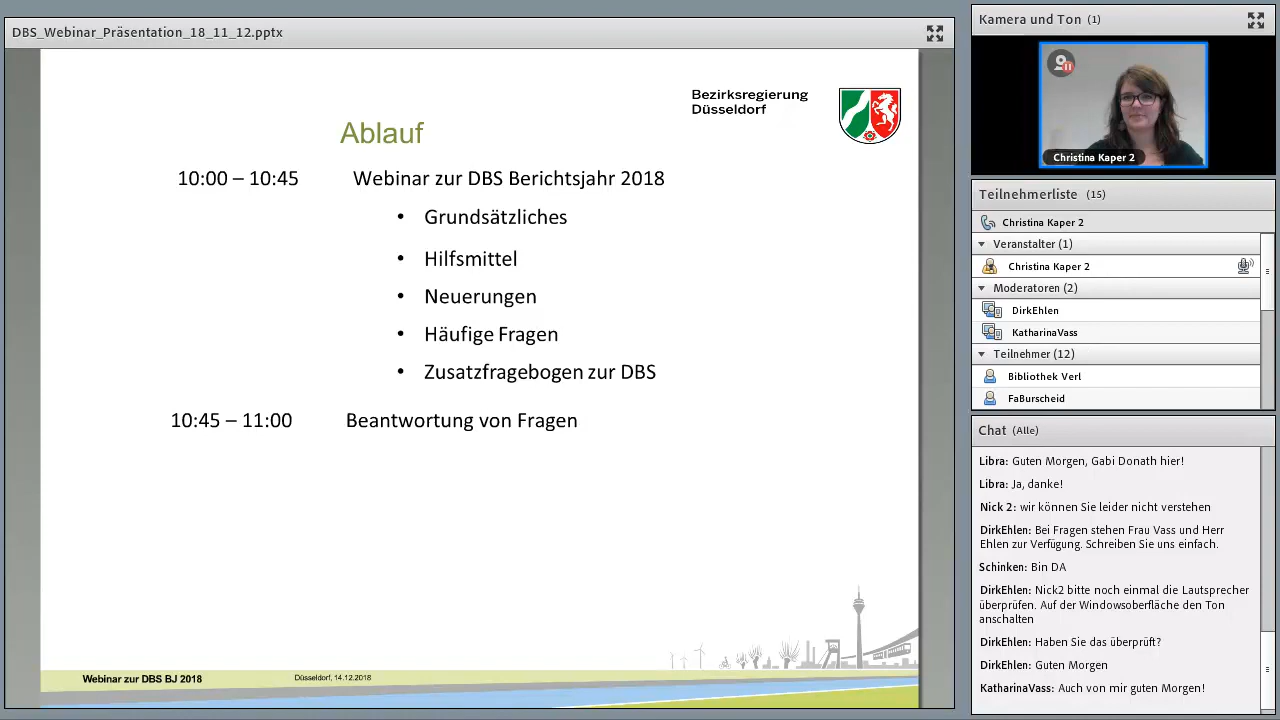 DBS_Webinar_Präsentation_18_11_12.pptx
Bezirksregierung
Düsseldorf
Ablauf
10:00 – 10:45 Webinar zur DBS Berichtsjahr 2018
• Grundsätzliches
• Hilfsmittel
• Neuerungen
• Häufige Fragen
• Zusatzfragebogen zur DBS
10:45 – 11:00 Beantwortung von Fragen
Webinar zur DBS BJ 2018 Düsseldorf, 14.12.2018
Kamera und Ton (1)
Christina Kaper 2
Teilnehmerliste (15)
Christina Kaper 2
Veranstalter (1)
Christina Kaper 2
Moderatoren (2)
DirkEhlen
KatharinaVass
Teilnehmer (12)
Bibliothek Verl
FaBurscheid
Chat (Alle)
Libra: Guten Morgen, Gabi Donath hier!
Libra: Ja, danke!
Nick 2: wir können Sie leider nicht verstehen
DirkEhlen: Bei Fragen stehen Frau Vass und Herr
Ehlen zur Verfügung. Schreiben Sie uns einfach.
Schinken: Bin DA
DirkEhlen: Nick2 bitte noch einmal die Lautsprecher
überprüfen. Auf der Windowsoberfläche den Ton
anschalten
DirkEhlen: Haben Sie das überprüft?
DirkEhlen: Guten Morgen
KatharinaVass: Auch von mir guten Morgen!